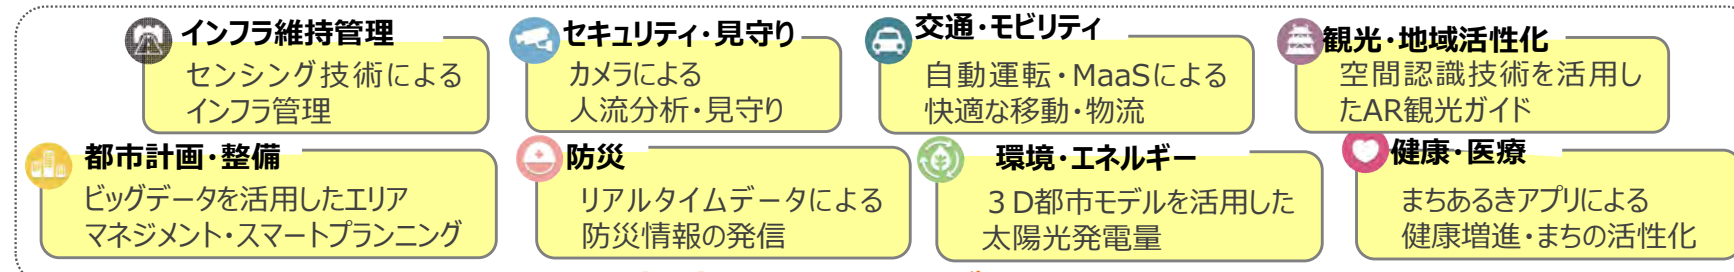 インフラ維持管理
センシング技術による
インフラ管理
セキュリティ・見守り
カメラによる
人流分析・見守り
交通・モビリティ
自動運転・MaaSによる
快適な移動・物流
観光・地域活性化
空間認識技術を活用し
たAR観光ガイド
都市計画・整備
ビッグデータを活用したエリア
マネジメント・スマートプランニング
防災
リアルタイムデータによる
防災情報の発信
環境・エネルギー
３D都市モデルを活用した
太陽光発電量
健康・医療
まちあるきアプリによる
健康増進・まちの活性化